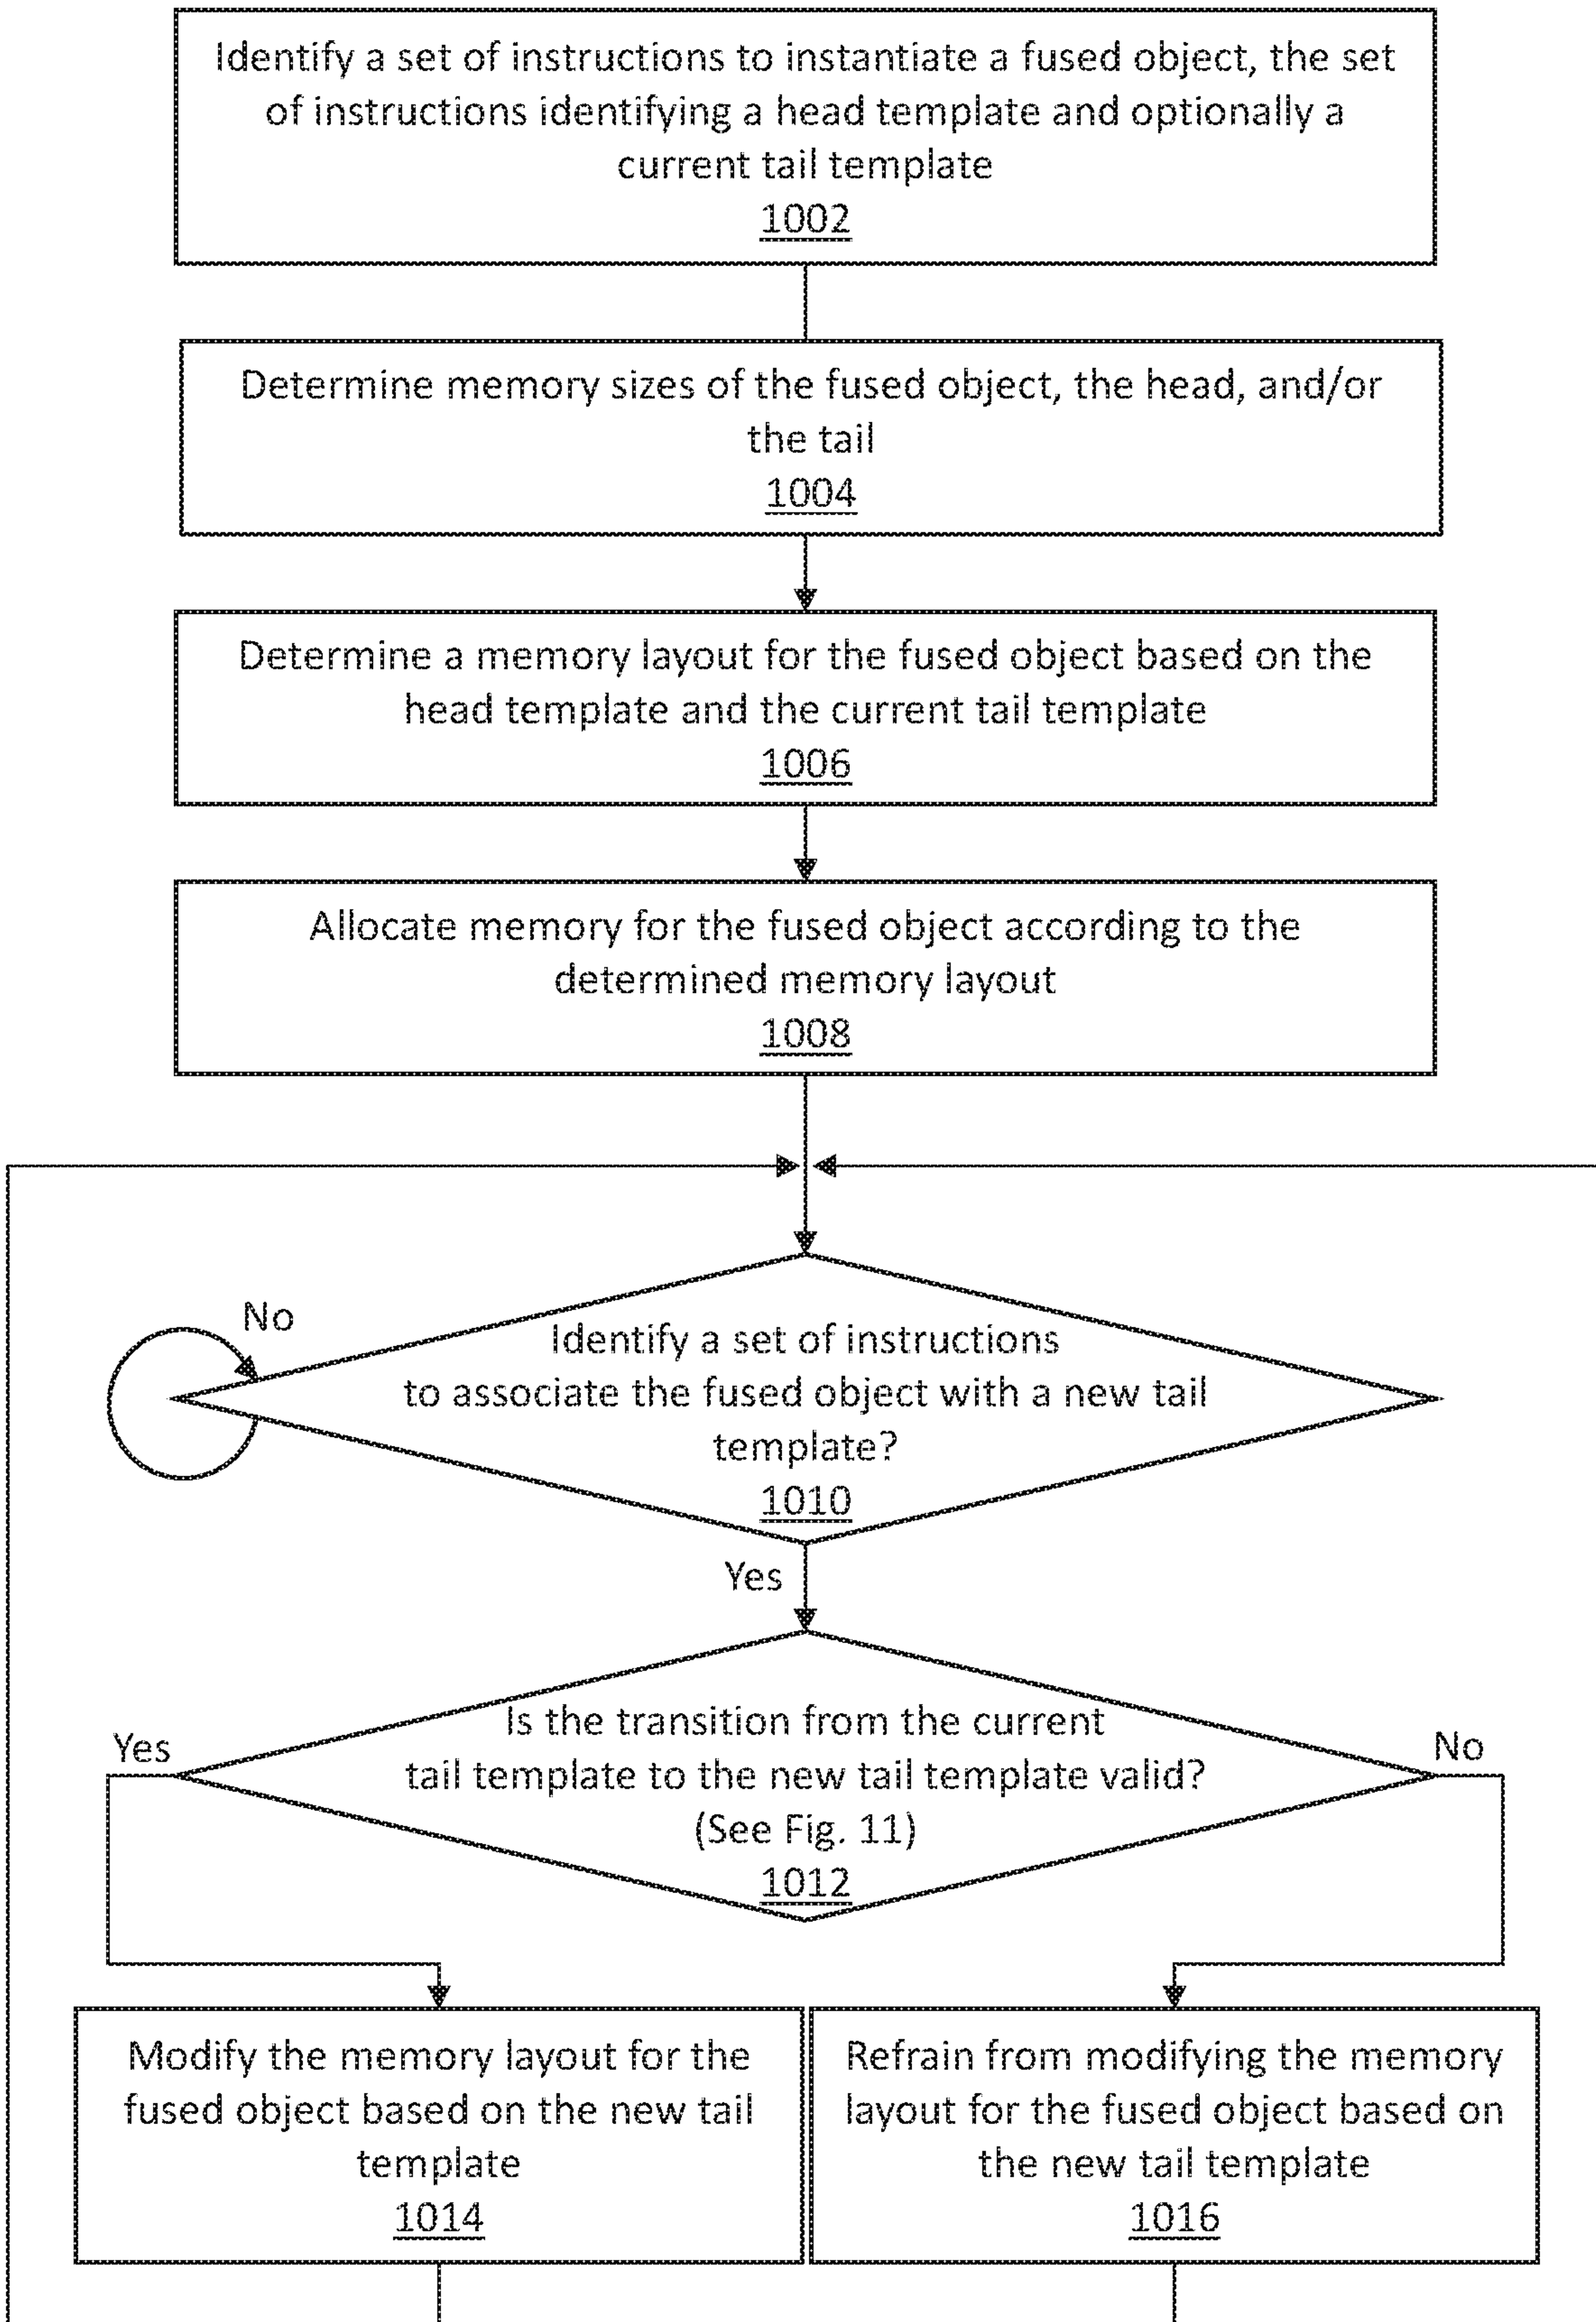 Identify a set of instructions to instantiate a fused object, the set
of instructions identifying a head template and optionally a
current tail template
1002
Determine memory sizes of the fused object, the head, and/or
the tail
1004
Determine a memory layout for the fused object based on the
head template and the current tail template
1006
Allocate memory for the fused object according to the
determined memory layout
1008
No
Identify a set of instructions
to associate the fused object with a new tail
template?
1010
Yes
Is the transition from the current
tail template to the new tail template valid?
(See Fig. 11)
1012
Yes
No
Modify the memory layout for the
fused object based on the new tail
template
1014
Refrain from modifying the memory
layout for the fused object based on
the new tail template
1016